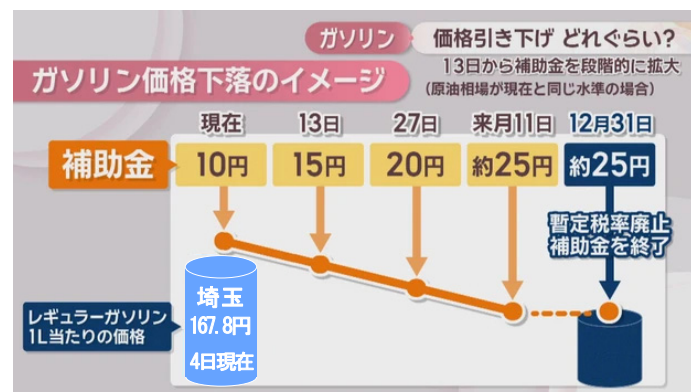 ガソリン 価格引き下げ どれぐらい?
ガソリン価格下落のイメージ
13日から補助金を段階的に拡大
(原油相場が現在と同じ水準の場合)
現在 13日 27日 来月11日 12月31日
補助金 10円 15円 20円 約25円 約25円
暫定税率廃止
補助金を終了
レギュラーガソリン
1L当たりの価格
埼玉
167.8円
4日現在